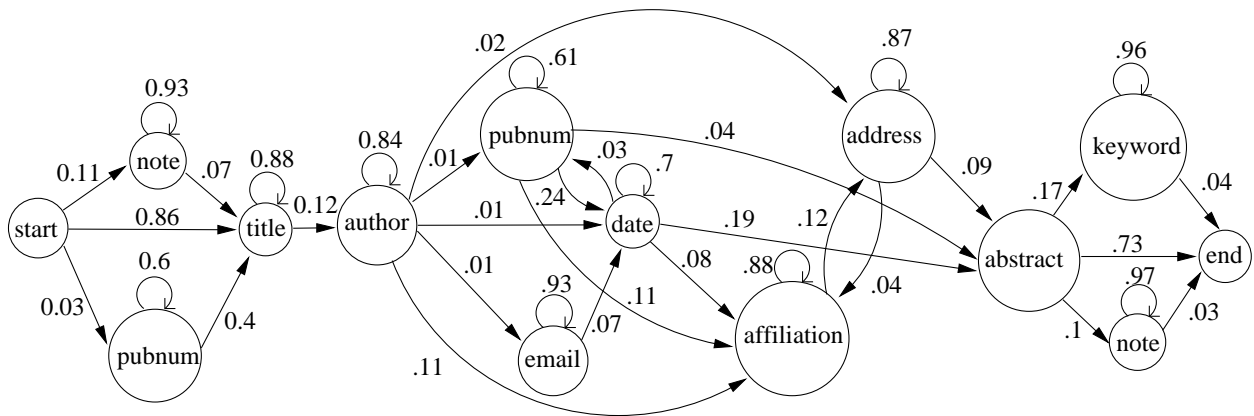 0.93
note
0.11
.07
0.88
start
0.86
title
0.12
0.6
0.03
0.4
pubnum
0.84
author
.02
.61
pubnum
.01
.03
.7
.24
.01
date
.01
.93
.07
email
.11
.04
.19
.08
.11
.88
affiliation
.87
address
.12
.04
.09
.96
keyword
.17
.04
abstract
.73
end
.97
.1
.03
note